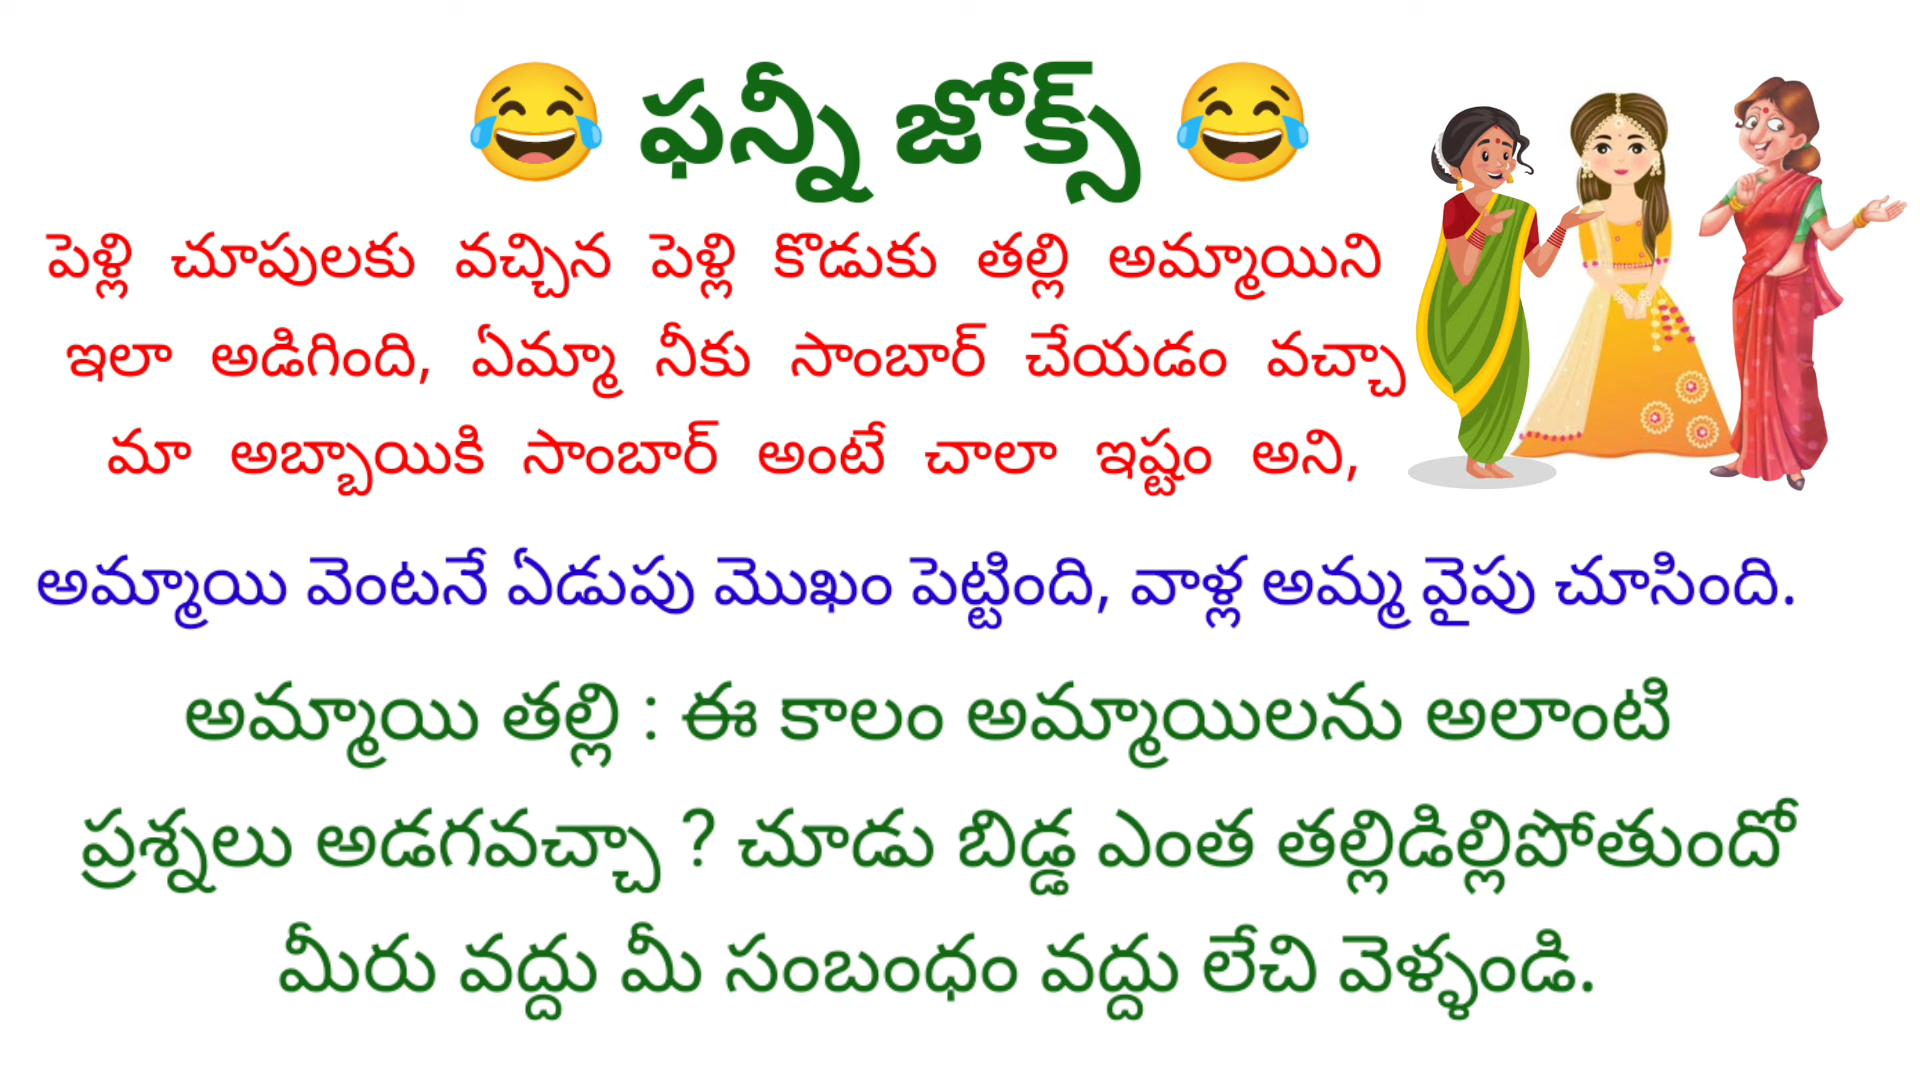 😂 ఫన్నీ జోక్స్ 😂
పెళ్లి చూపులకు వచ్చిన పెళ్లి కొడుకు తల్లి అమ్మాయిని
ఇలా అడిగింది, ఏమ్మా నీకు సాంబార్ చేయడం వచ్చా
మా అబ్బాయికి సాంబార్ అంటే చాలా ఇష్టం అని,
అమ్మాయి వెంటనే ఏడుపు మొఖం పెట్టింది, వాళ్ల అమ్మ వైపు చూసింది.
అమ్మాయి తల్లి : ఈ కాలం అమ్మాయిలను అలాంటి
ప్రశ్నలు అడగవచ్చా ? చూడు బిడ్డ ఎంత తల్లిడిల్లిపోతుందో
మీరు వద్దు మీ సంబంధం వద్దు లేచి వెళ్ళండి.